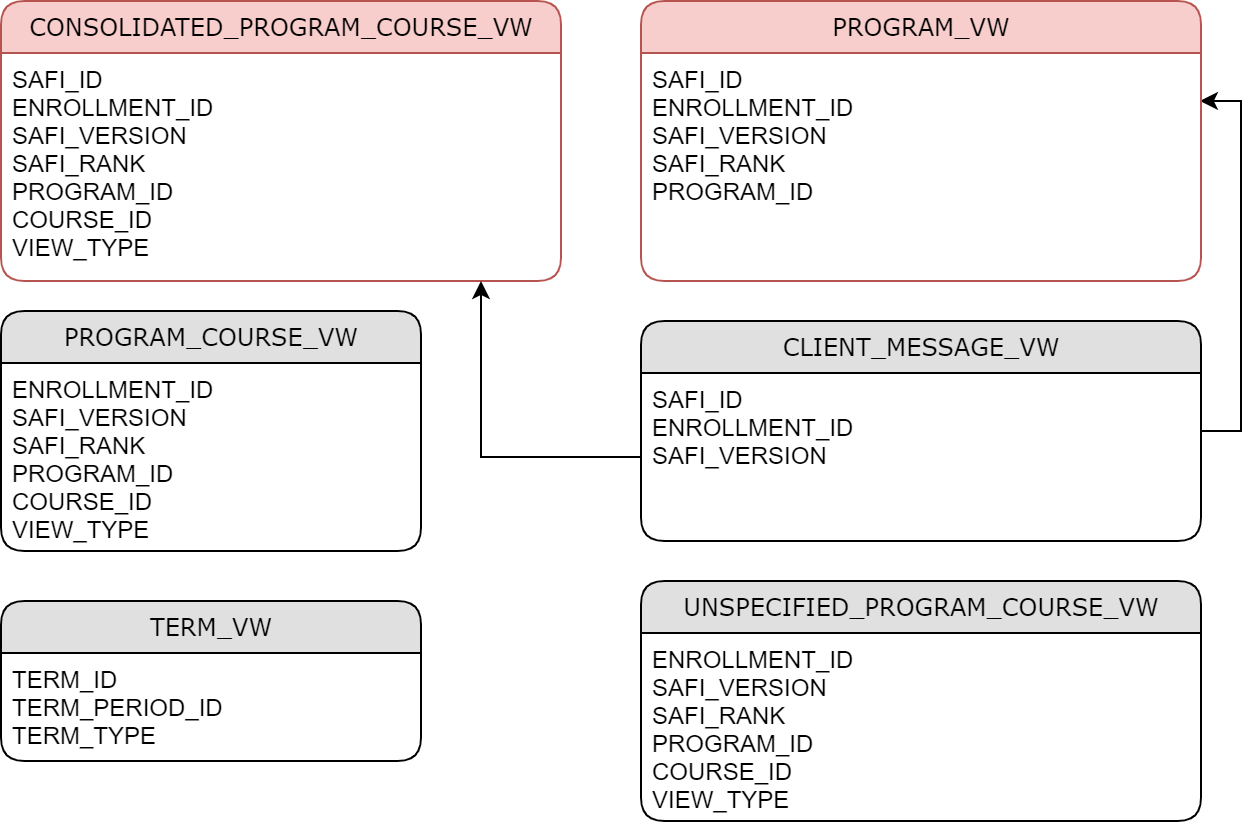 CONSOLIDATED_PROGRAM_COURSE_VW
SAFI_ID
ENROLLMENT_ID
SAFI_VERSION
SAFI_RANK
PROGRAM_ID
COURSE_ID
VIEW_TYPE
PROGRAM_VW
SAFI_ID
ENROLLMENT_ID
SAFI_VERSION
SAFI_RANK
PROGRAM_ID
PROGRAM_COURSE_VW
ENROLLMENT_ID
SAFI_VERSION
SAFI_RANK
PROGRAM_ID
COURSE_ID
VIEW_TYPE
CLIENT_MESSAGE_VW
SAFI_ID
ENROLLMENT_ID
SAFI_VERSION
TERM_VW
TERM_ID
TERM_PERIOD_ID
TERM_TYPE
UNSPECIFIED_PROGRAM_COURSE_VW
ENROLLMENT_ID
SAFI_VERSION
SAFI_RANK
PROGRAM_ID
COURSE_ID
VIEW_TYPE